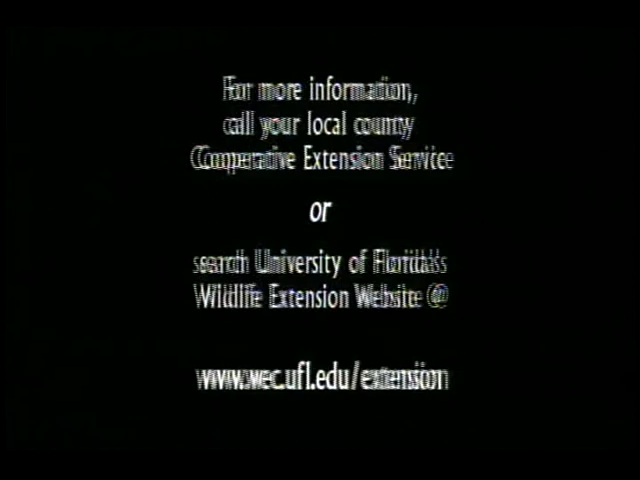 For more information,
call your local county
Cooperative Extension Service
or
search University of Florida's
Wildlife Extension Website @
www.wec.ufl.edu/extension